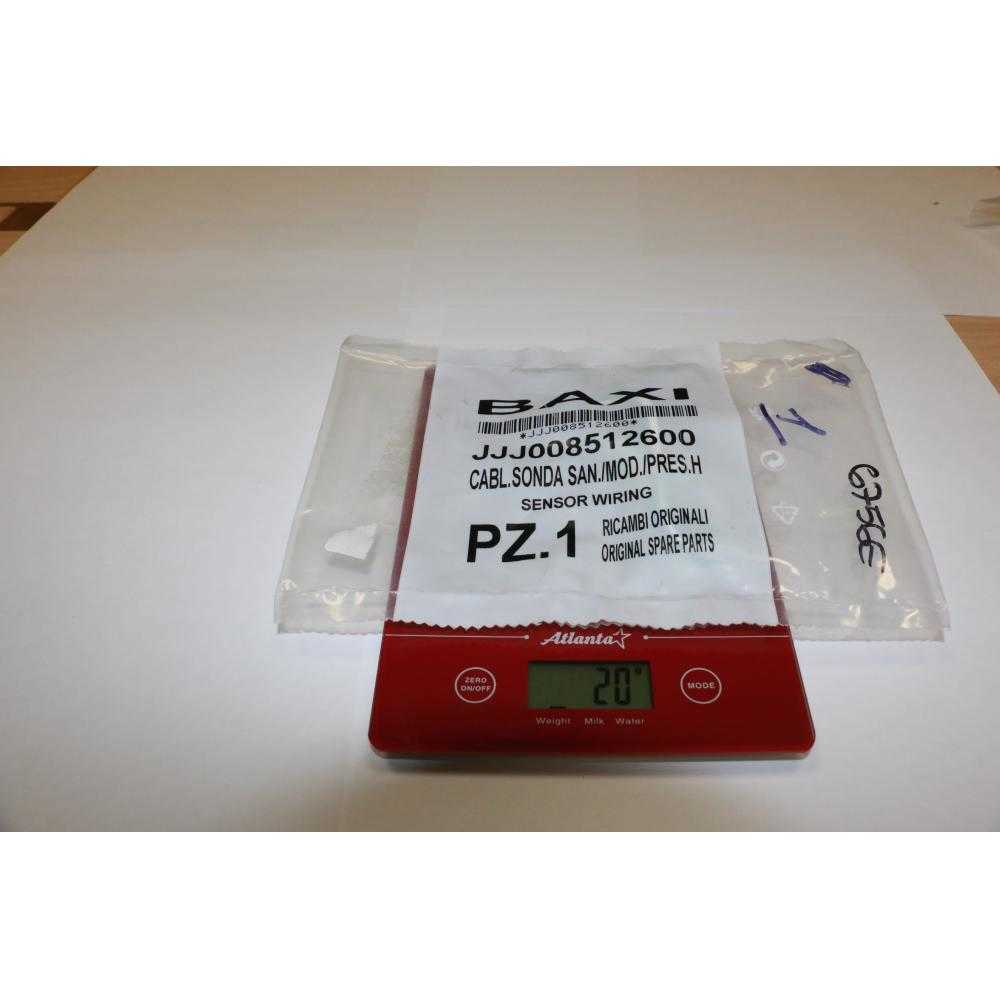 BAXI
*JJJ008512600*
JJJ008512600
CABL.SONDA SAN./MOD./PRES.H
SENSOR WIRING
PZ.1
RICAMBI ORIGINALI
ORIGINAL SPARE PARTS
Atlanta
ZERO
ON/OFF
20
MODE
Weight Milk Water